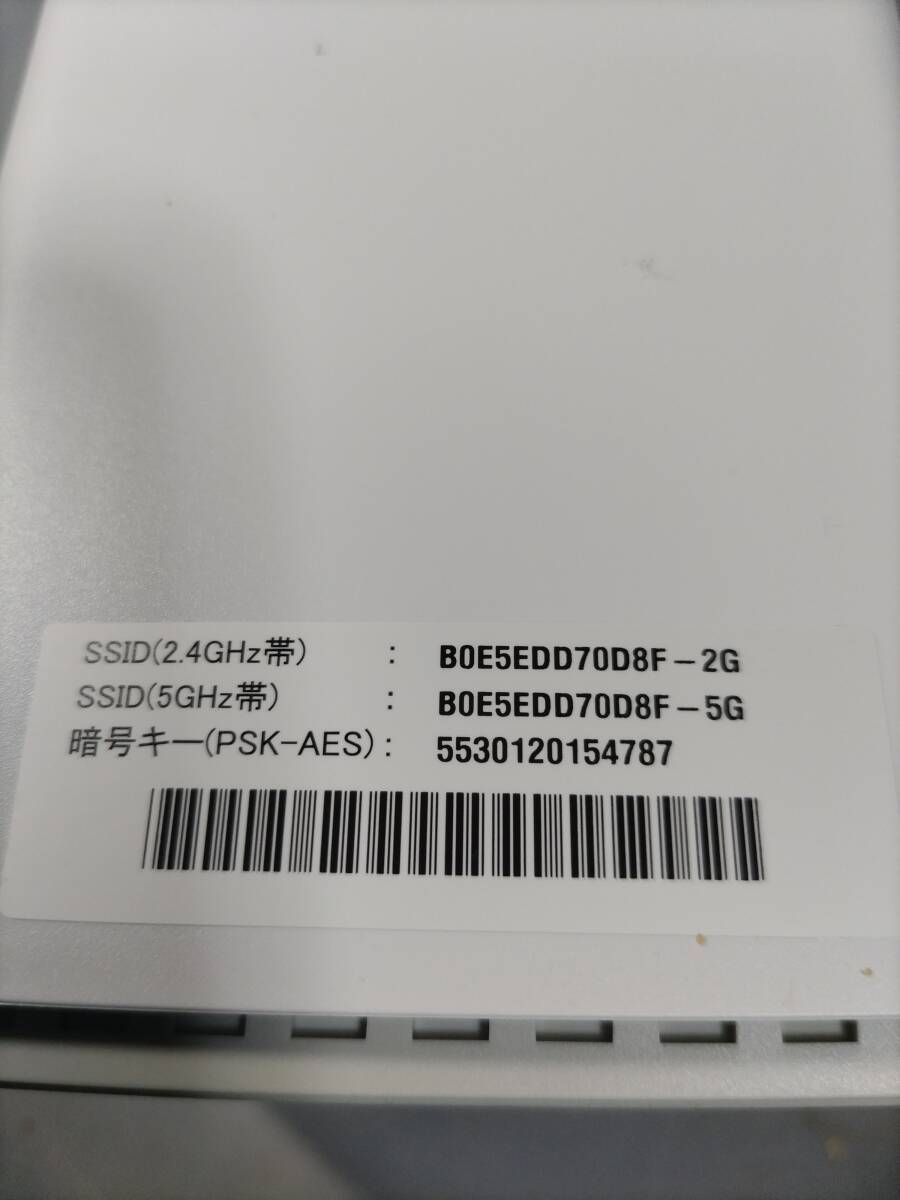 SSID(2.4GHz帯) : B0E5EDD70D8F-2G
SSID(5GHz帯) : B0E5EDD70D8F-5G
暗号キー(PSK-AES): 5530120154787